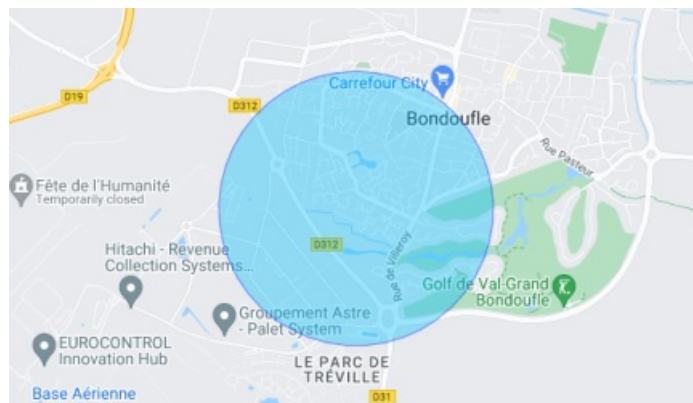 Carrefour City
D19
D312
Bondoufle
Rue Pasteur
Fête de l'Humanité
Temporarily closed
D312
Hitachi - Revenue
Collection Systems...
Rue de Villeroy
Golf de Val-Grand
Bondoufle
Groupement Astre
- Palet System
EUROCONTROL
Innovation Hub
LE PARC DE
TRÉVILLE
Base Aérienne
D31